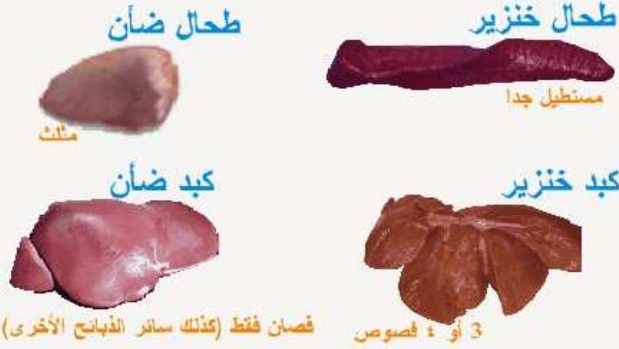 طحال خنزير
مستطيل جدا
طحال ضأن
مثلث
كبد خنزير
3 أو ٤ فصوص
كبد ضأن
فصان فقط (كذلك سائر الذبائح الأخرى)